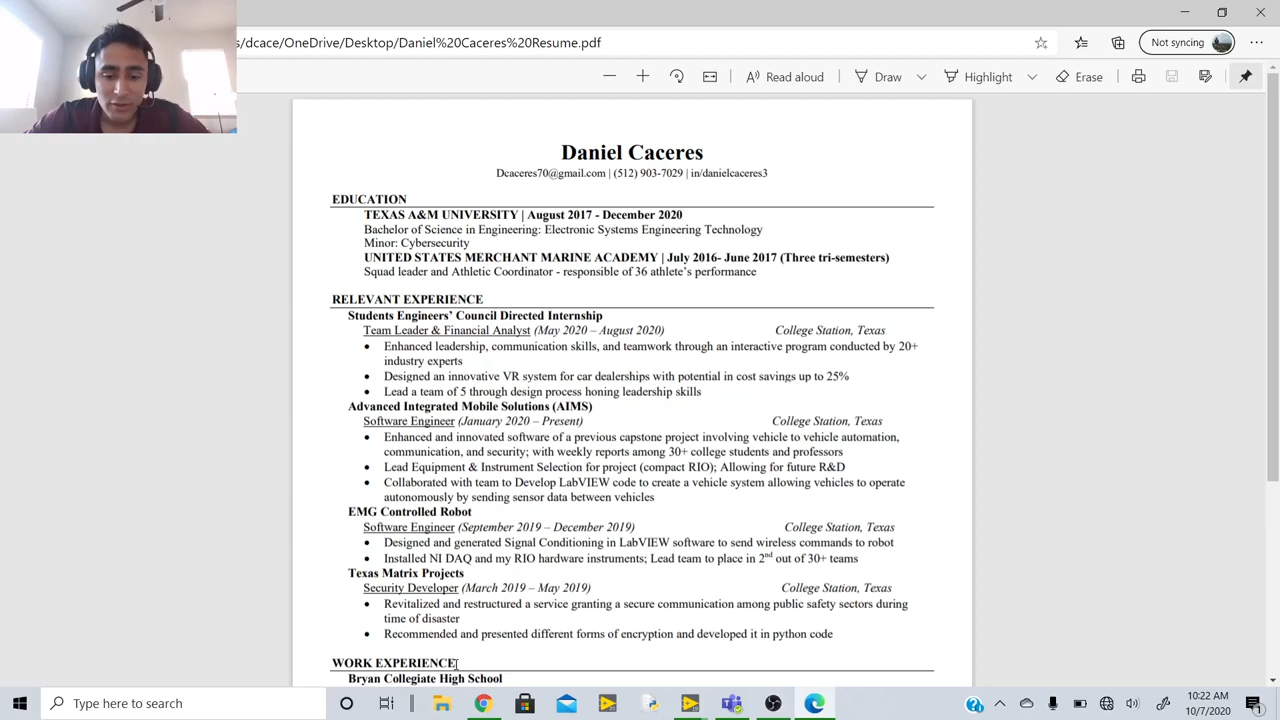 s/dcace/OneDrive/Desktop/Daniel%20Caceres%20Resume.pdf
Not syncing
Read aloud
Draw
Highlight
Erase
Daniel Caceres
Dcaceres70@gmail.com | (512) 903-7029 | in/danielcaceres3
EDUCATION
TEXAS A&M UNIVERSITY | August 2017 - December 2020
Bachelor of Science in Engineering: Electronic Systems Engineering Technology
Minor: Cybersecurity
UNITED STATES MERCHANT MARINE ACADEMY | July 2016- June 2017 (Three tri-semesters)
Squad leader and Athletic Coordinator - responsible of 36 athlete's performance
RELEVANT EXPERIENCE
Students Engineers' Council Directed Internship
Team Leader & Financial Analyst (May 2020 – August 2020) College Station, Texas
• Enhanced leadership, communication skills, and teamwork through an interactive program conducted by 20+
industry experts
• Designed an innovative VR system for car dealerships with potential in cost savings up to 25%
• Lead a team of 5 through design process honing leadership skills
Advanced Integrated Mobile Solutions (AIMS)
Software Engineer (January 2020 – Present) College Station, Texas
• Enhanced and innovated software of a previous capstone project involving vehicle to vehicle automation,
communication, and security; with weekly reports among 30+ college students and professors
• Lead Equipment & Instrument Selection for project (compact RIO); Allowing for future R&D
• Collaborated with team to Develop LabVIEW code to create a vehicle system allowing vehicles to operate
autonomously by sending sensor data between vehicles
EMG Controlled Robot
Software Engineer (September 2019 – December 2019) College Station, Texas
• Designed and generated Signal Conditioning in LabVIEW software to send wireless commands to robot
• Installed NI DAQ and my RIO hardware instruments; Lead team to place in 2nd out of 30+ teams
Texas Matrix Projects
Security Developer (March 2019 – May 2019) College Station, Texas
• Revitalized and restructured a service granting a secure communication among public safety sectors during
time of disaster
• Recommended and presented different forms of encryption and developed it in python code
WORK EXPERIENCE
Bryan Collegiate High School
Type here to search
10:22 AM
10/7/2020